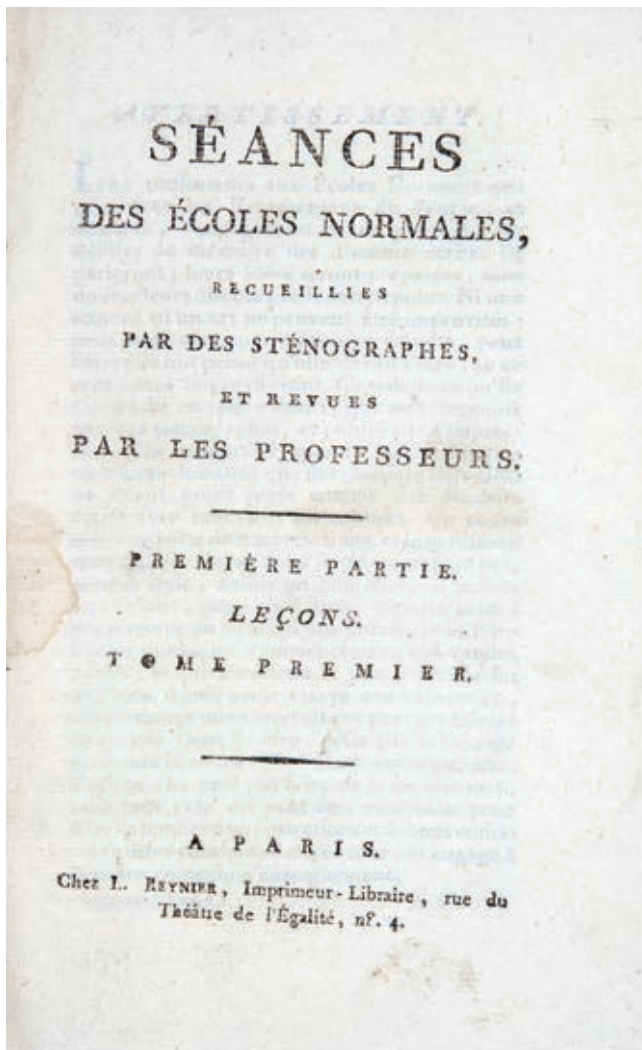 SÉANCES
DES ÉCOLES NORMALES,
RECUEILLIES
PAR DES STÉNOGRAPHES,
ET REVUES
PAR LES PROFESSEURS.
PREMIÈRE PARTIE.
LEÇONS.
TOME PREMIER.
A PARIS.
Chez L. REYNIER, Imprimeur-Libraire, rue du
Théâtre de l'Égalité, nº. 4.